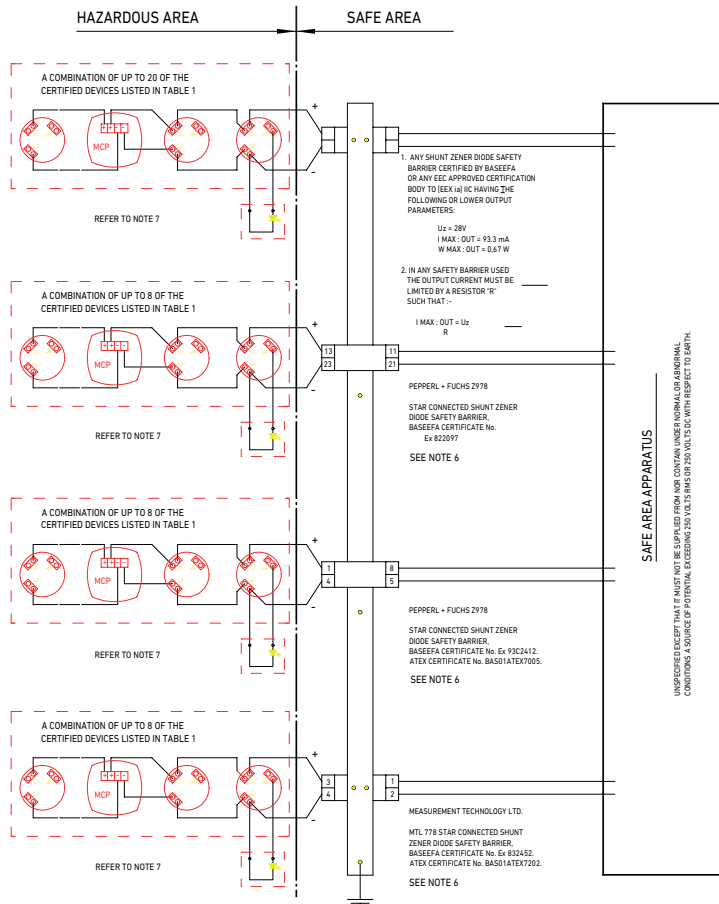 HAZARDOUS AREA
SAFE AREA
A COMBINATION OF UP TO 20 OF THE
CERTIFIED DEVICES LISTED IN TABLE 1
MCP
+ + - -
+
-
REFER TO NOTE 7
1. ANY SHUNT ZENER DIODE SAFETY
BARRIER CERTIFIED BY BASEEFA
OR ANY EEC APPROVED CERTIFICATION
BODY TO [EEX ia] IIC HAVING THE
FOLLOWING OR LOWER OUTPUT
PARAMETERS:
Uz = 28V
I MAX : OUT = 93.3 mA
W MAX : OUT = 0,67 W
2. IN ANY SAFETY BARRIER USED
THE OUTPUT CURRENT MUST BE
LIMITED BY A RESISTOR "R"
SUCH THAT :-
I MAX : OUT = Uz
R
A COMBINATION OF UP TO 8 OF THE
CERTIFIED DEVICES LISTED IN TABLE 1
MCP
+ + - -
+
-
13 11
23 21
REFER TO NOTE 7
PEPPERL + FUCHS Z978
STAR CONNECTED SHUNT ZENER
DIODE SAFETY BARRIER,
BASEEFA CERTIFICATE No.
Ex 822097
SEE NOTE 6
A COMBINATION OF UP TO 8 OF THE
CERTIFIED DEVICES LISTED IN TABLE 1
MCP
+ + - -
+
-
1 8
4 5
REFER TO NOTE 7
PEPPERL + FUCHS Z978
STAR CONNECTED SHUNT ZENER
DIODE SAFETY BARRIER,
BASEEFA CERTIFICATE No. Ex 93C2412.
ATEX CERTIFICATE No. BAS01ATEX7005.
SEE NOTE 6
A COMBINATION OF UP TO 8 OF THE
CERTIFIED DEVICES LISTED IN TABLE 1
MCP
+ + - -
+
-
3 1
4 2
REFER TO NOTE 7
MEASUREMENT TECHNOLOGY LTD.
MTL 778 STAR CONNECTED SHUNT
ZENER DIODE SAFETY BARRIER,
BASEEFA CERTIFICATE No. Ex 832452.
ATEX CERTIFICATE No. BAS01ATEX7202.
SEE NOTE 6
SAFE AREA APPARATUS
UNSPECIFIED EXCEPT THAT IT MUST NOT BE SUPPLIED FROM NOR CONTAIN UNDER NORMAL OR ABNORMAL
CONDITIONS A SOURCE OF POTENTIAL EXCEEDING 250 VOLTS RMS OR 250 VOLTS DC WITH RESPECT TO EARTH.